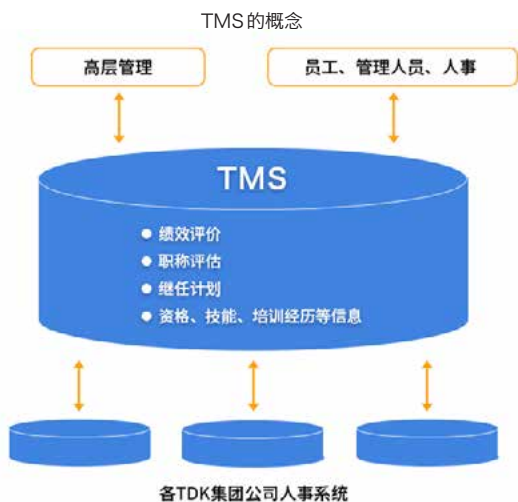 TMS的概念
高层管理
员工、管理人员、人事
TMS
● 绩效评价
● 职称评估
● 继任计划
● 资格、技能、培训经历等信息
各TDK集团公司人事系统